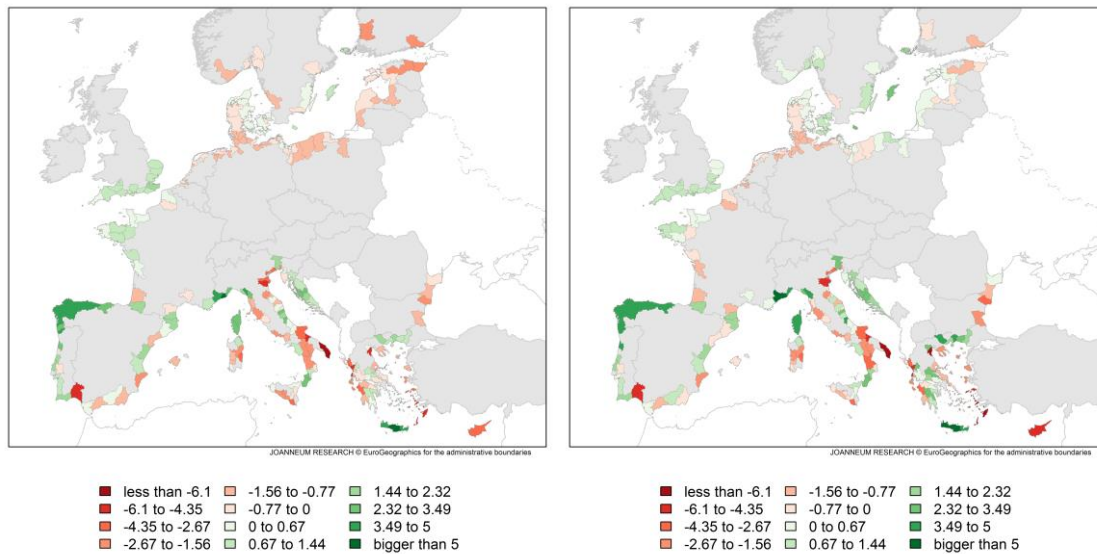 JOANNEUM RESEARCH © EuroGeographics for the administrative boundaries
JOANNEUM RESEARCH © EuroGeographics for the administrative boundaries
less than -6.1
-6.1 to -4.35
-4.35 to -2.67
-2.67 to -1.56
-1.56 to -0.77
-0.77 to 0
0 to 0.67
0.67 to 1.44
1.44 to 2.32
2.32 to 3.49
3.49 to 5
bigger than 5
less than -6.1
-6.1 to -4.35
-4.35 to -2.67
-2.67 to -1.56
-1.56 to -0.77
-0.77 to 0
0 to 0.67
0.67 to 1.44
1.44 to 2.32
2.32 to 3.49
3.49 to 5
bigger than 5